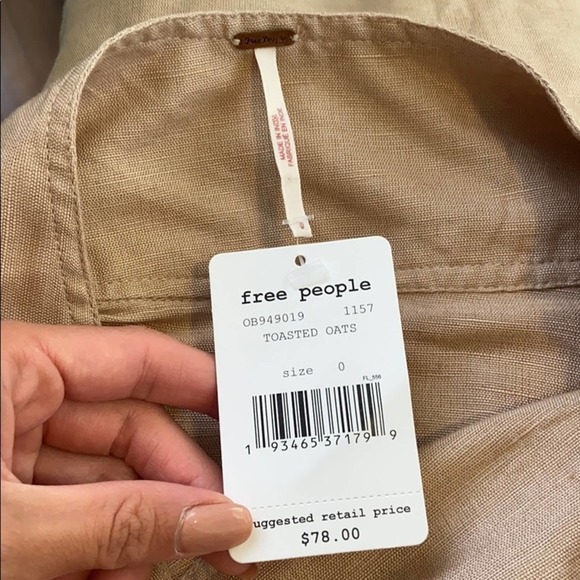 MADE IN INDIA
FABRIQUÉ EN INDE
free people
OB949019 1157
TOASTED OATS
size 0
FL_556
1 93465 37179 9
uggested retail price
$78.00